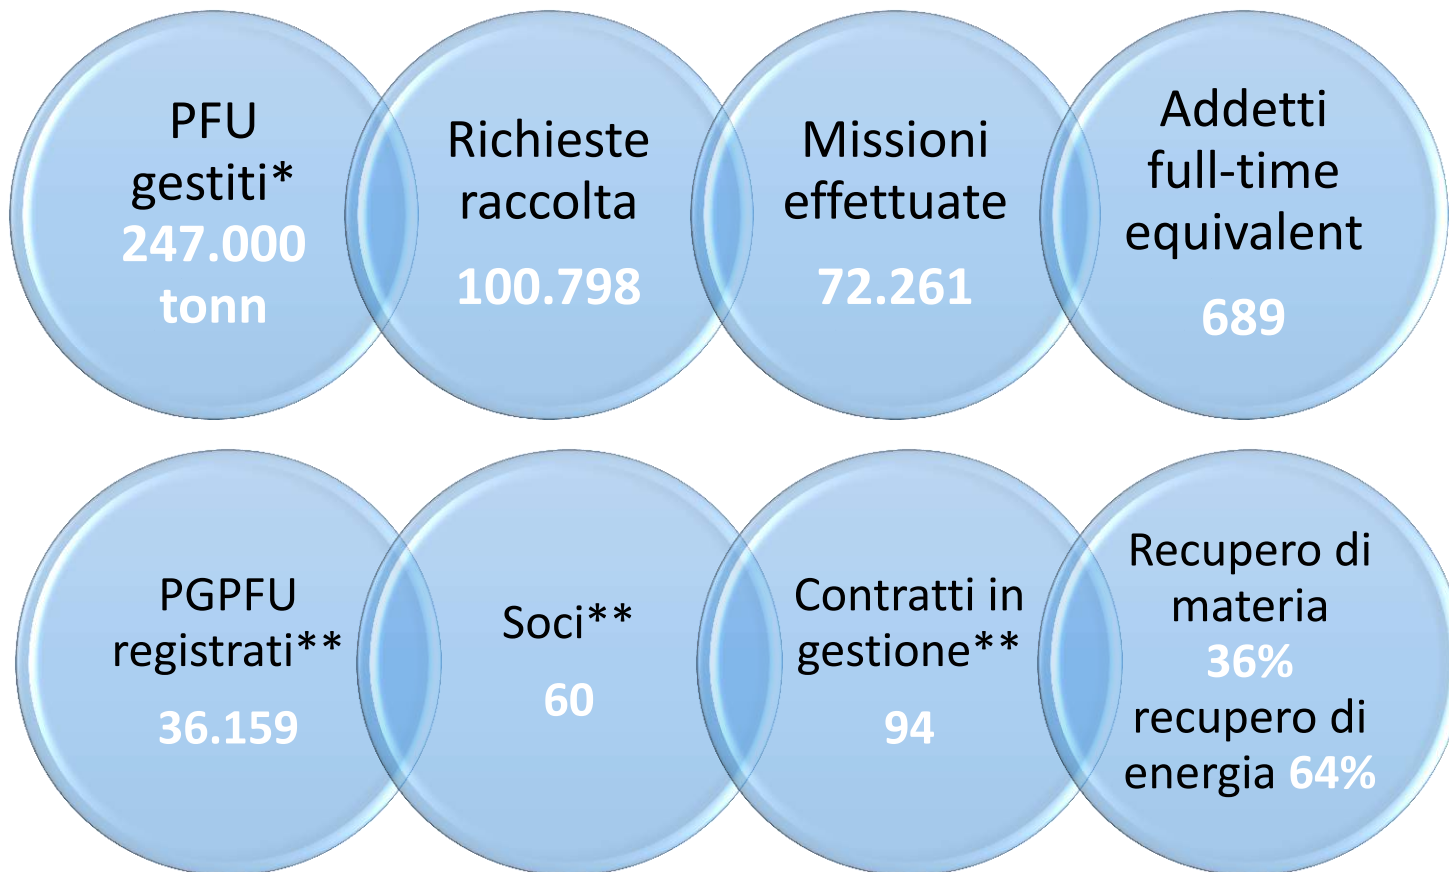 PFU
gestiti*
247.000
tonn
Richieste
raccolta
100.798
Missioni
effettuate
72.261
Addetti
full-time
equivalent
689
PGPFU
registrati**
36.159
Soci**
60
Contratti in
gestione**
94
Recupero di
materia
36%
recupero di
energia 64%